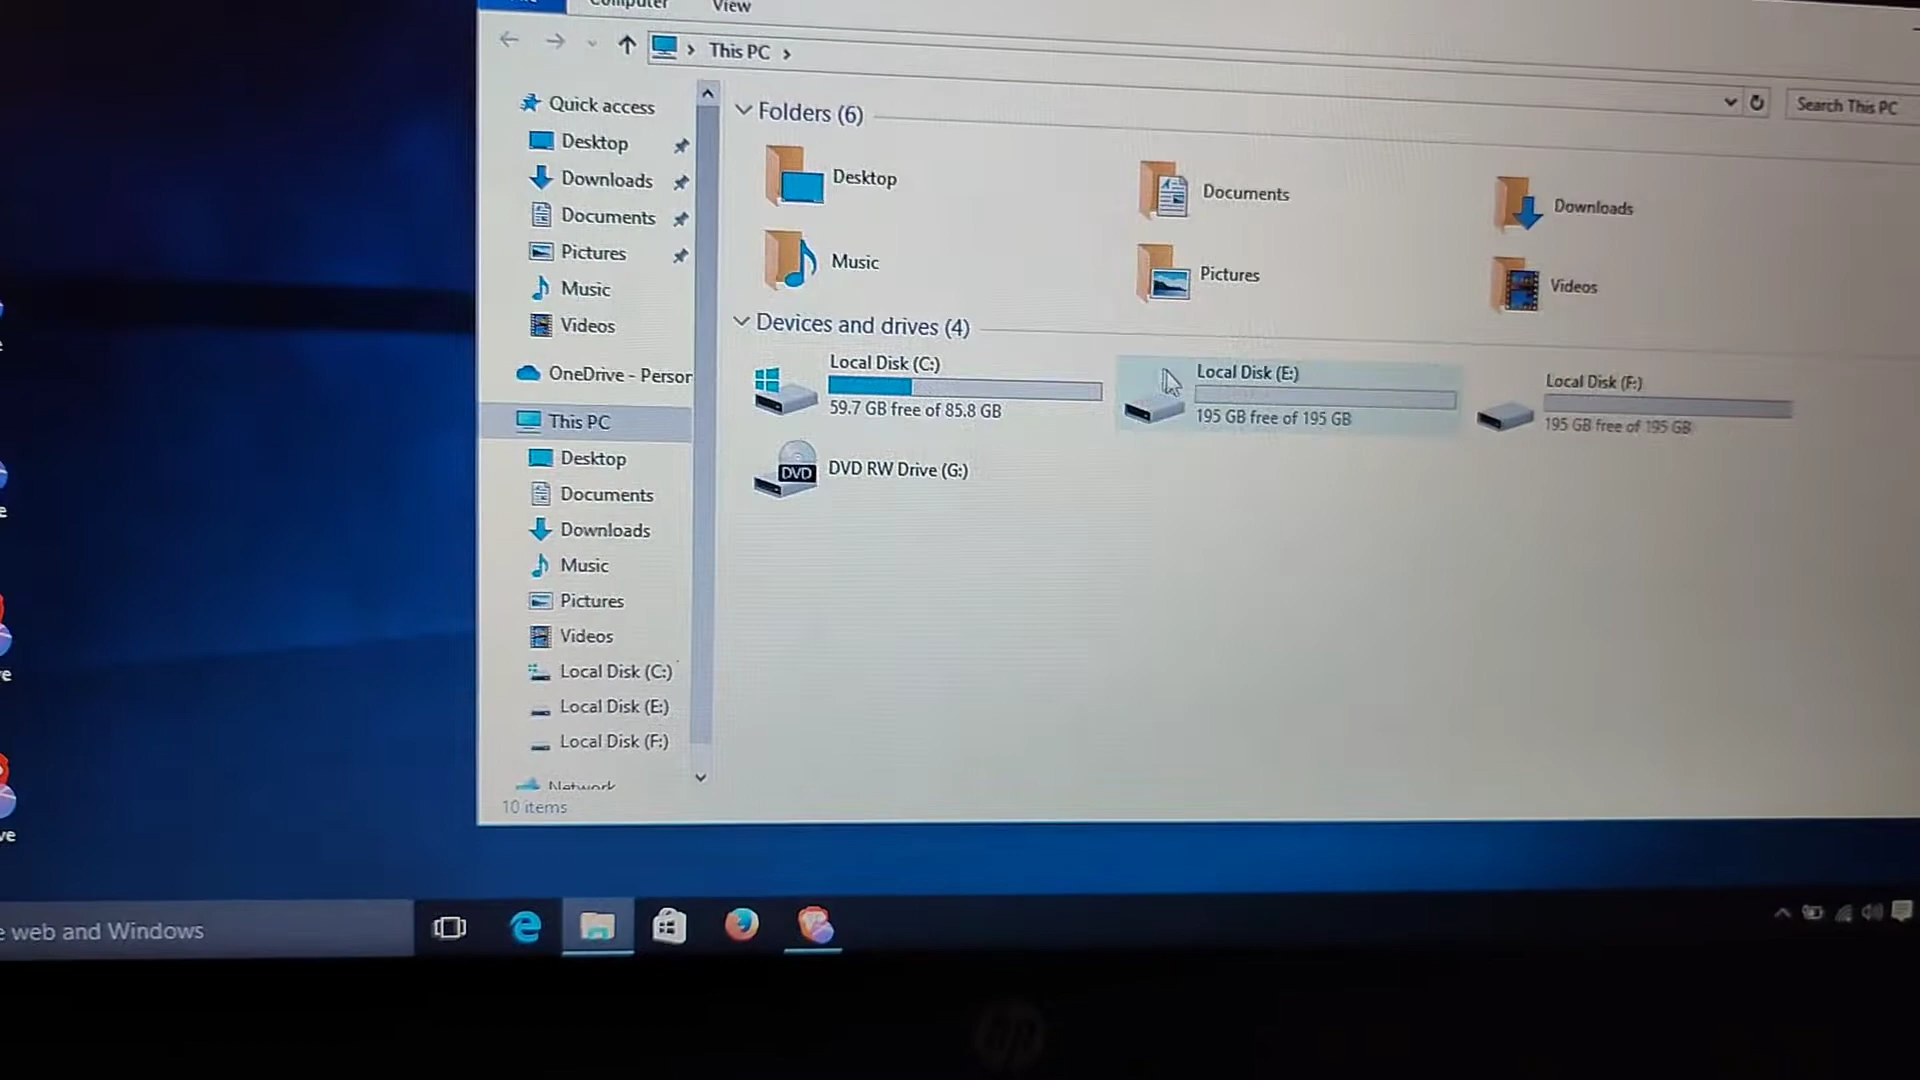 Computer
View
This PC
Search This PC
Quick access
Desktop
Downloads
Documents
Pictures
Music
Videos
OneDrive - Person
This PC
Desktop
Documents
Downloads
Music
Pictures
Videos
Local Disk (C:)
Local Disk (E:)
Local Disk (F:)
Network
10 items
Folders (6)
Desktop
Documents
Downloads
Music
Pictures
Videos
Devices and drives (4)
Local Disk (C:)
59.7 GB free of 85.8 GB
Local Disk (E:)
195 GB free of 195 GB
Local Disk (F:)
195 GB free of 195 GB
DVD
DVD RW Drive (G:)
e
e
ve
ve
e web and Windows
hp